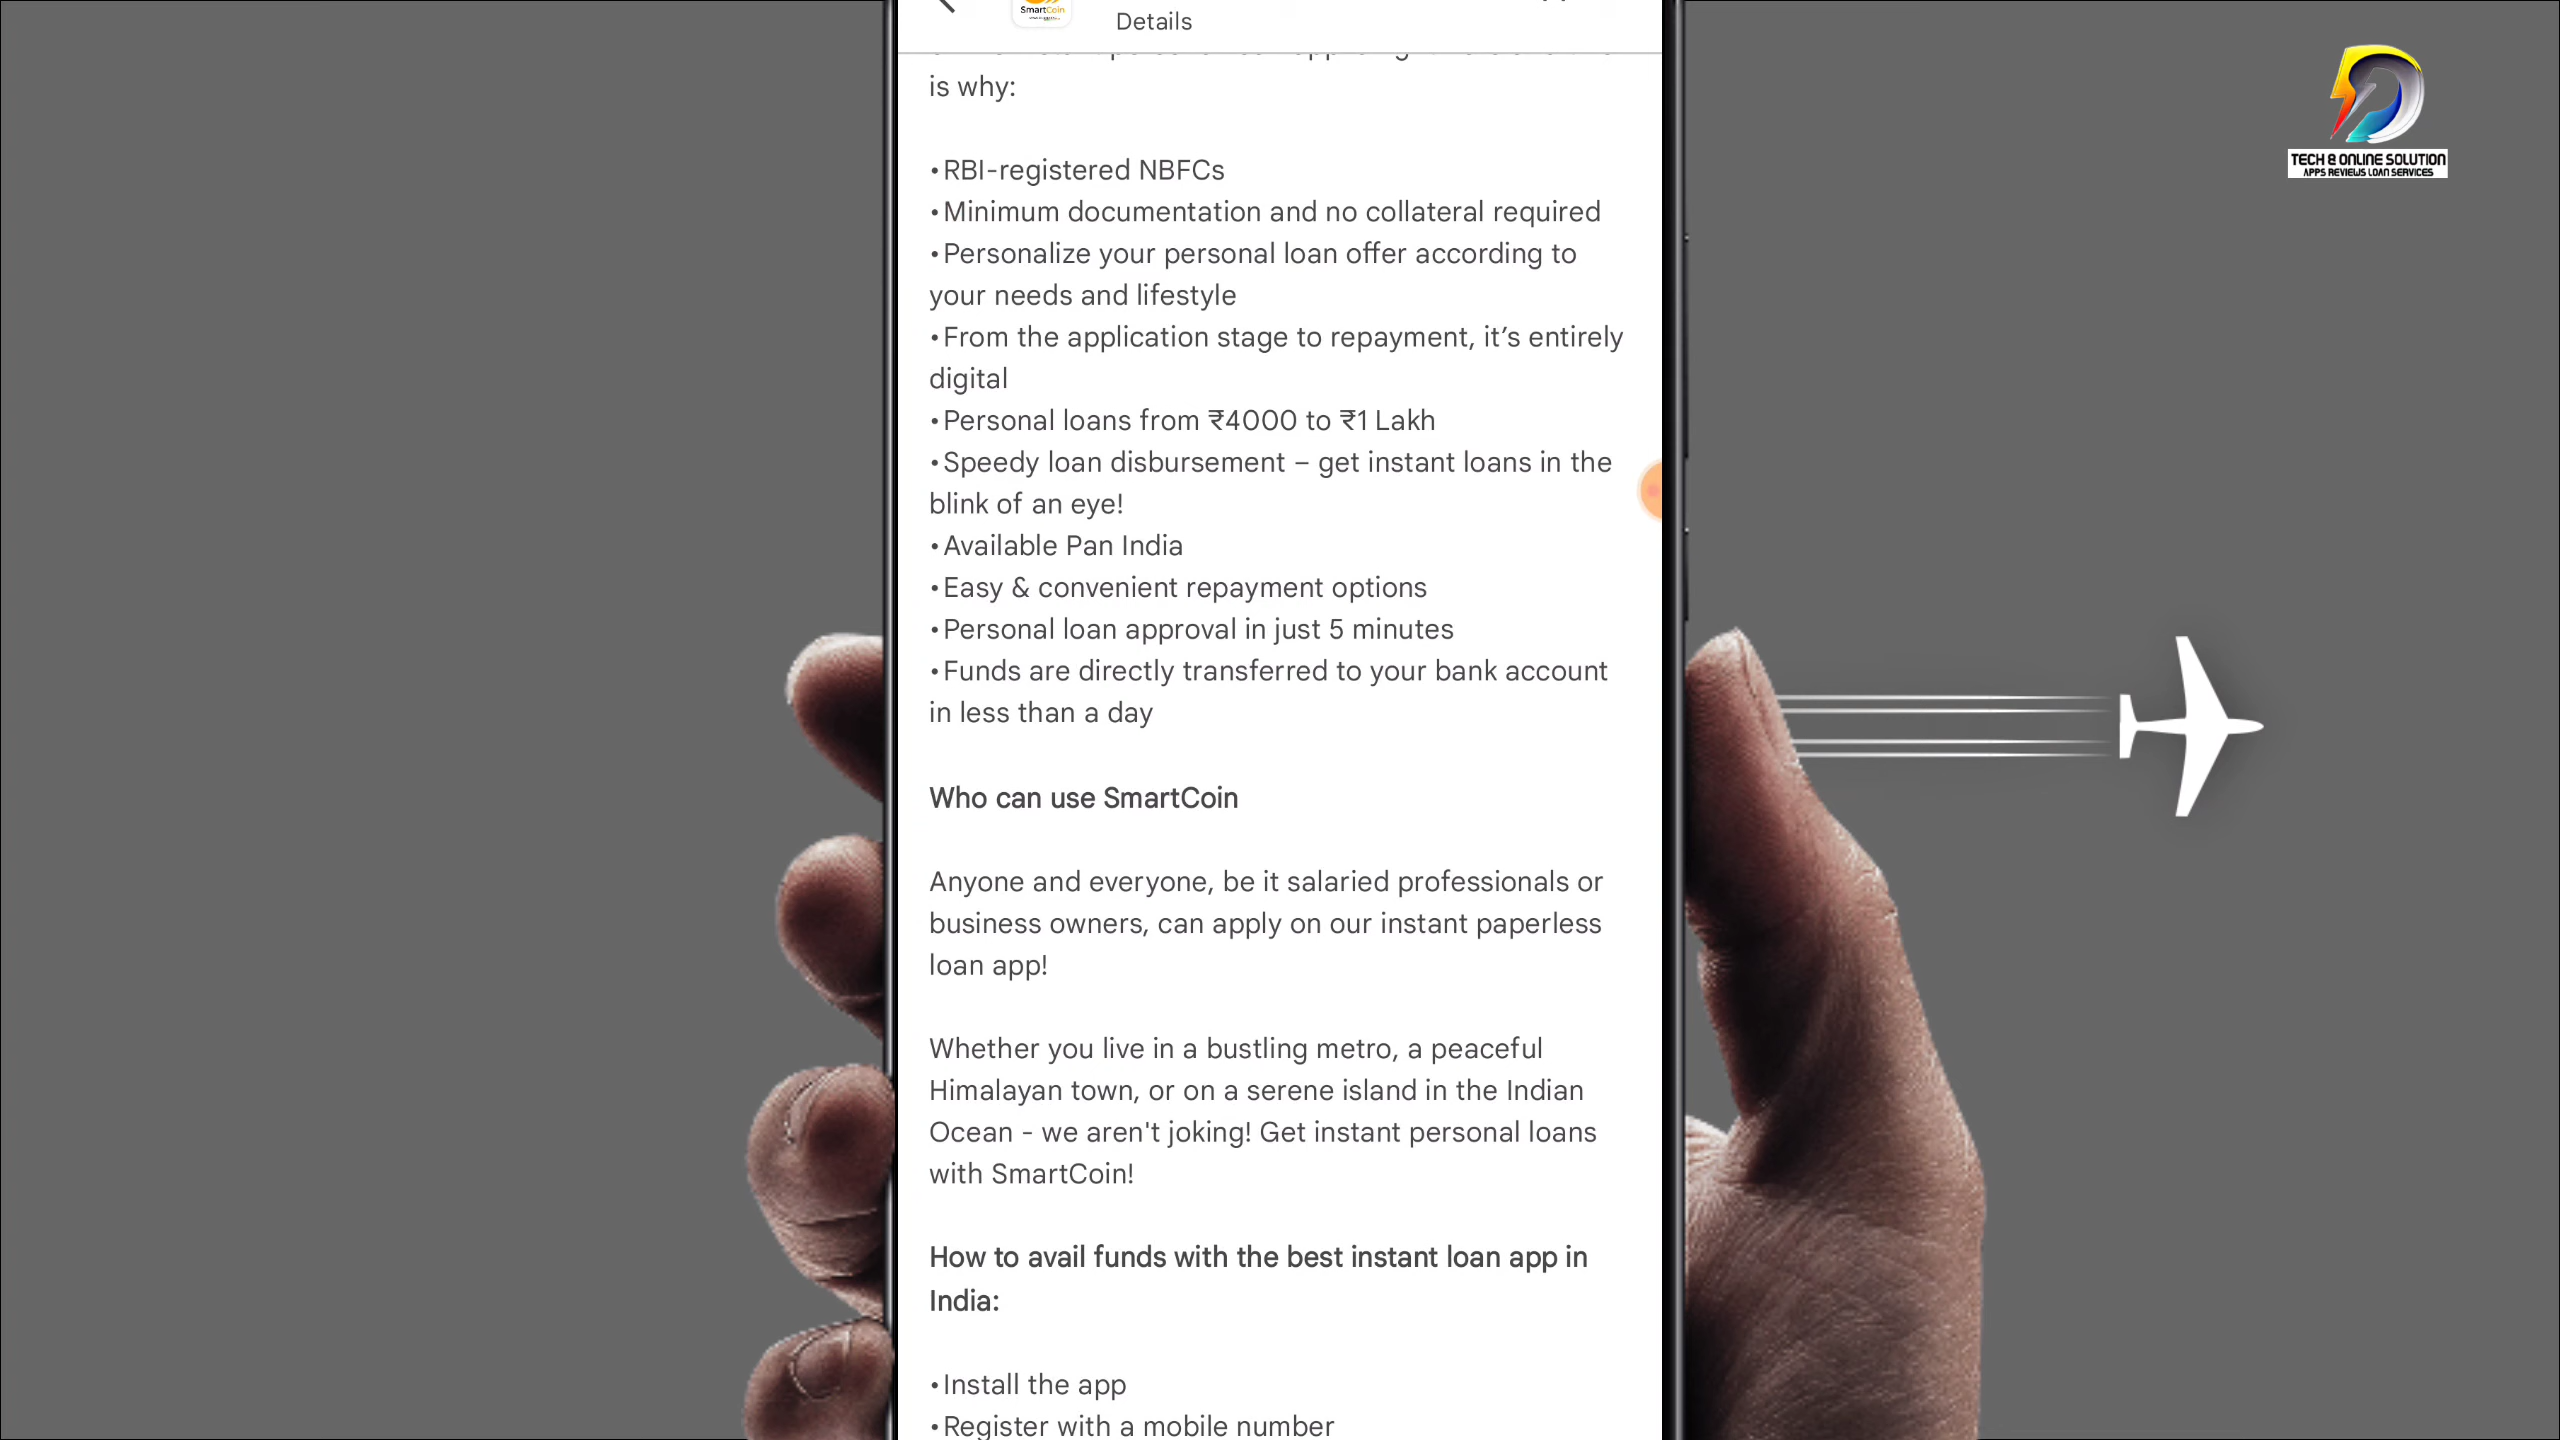 SmartCoin
Details
is why:
•RBI-registered NBFCs
•Minimum documentation and no collateral required
•Personalize your personal loan offer according to
your needs and lifestyle
•From the application stage to repayment, it’s entirely
digital
•Personal loans from ₹4000 to ₹1 Lakh
•Speedy loan disbursement – get instant loans in the
blink of an eye!
•Available Pan India
•Easy & convenient repayment options
•Personal loan approval in just 5 minutes
•Funds are directly transferred to your bank account
in less than a day
Who can use SmartCoin
Anyone and everyone, be it salaried professionals or
business owners, can apply on our instant paperless
loan app!
Whether you live in a bustling metro, a peaceful
Himalayan town, or on a serene island in the Indian
Ocean - we aren't joking! Get instant personal loans
with SmartCoin!
How to avail funds with the best instant loan app in
India:
•Install the app
•Register with a mobile number
TECH & ONLINE SOLUTION
APPS REVIEWS LOAN SERVICES